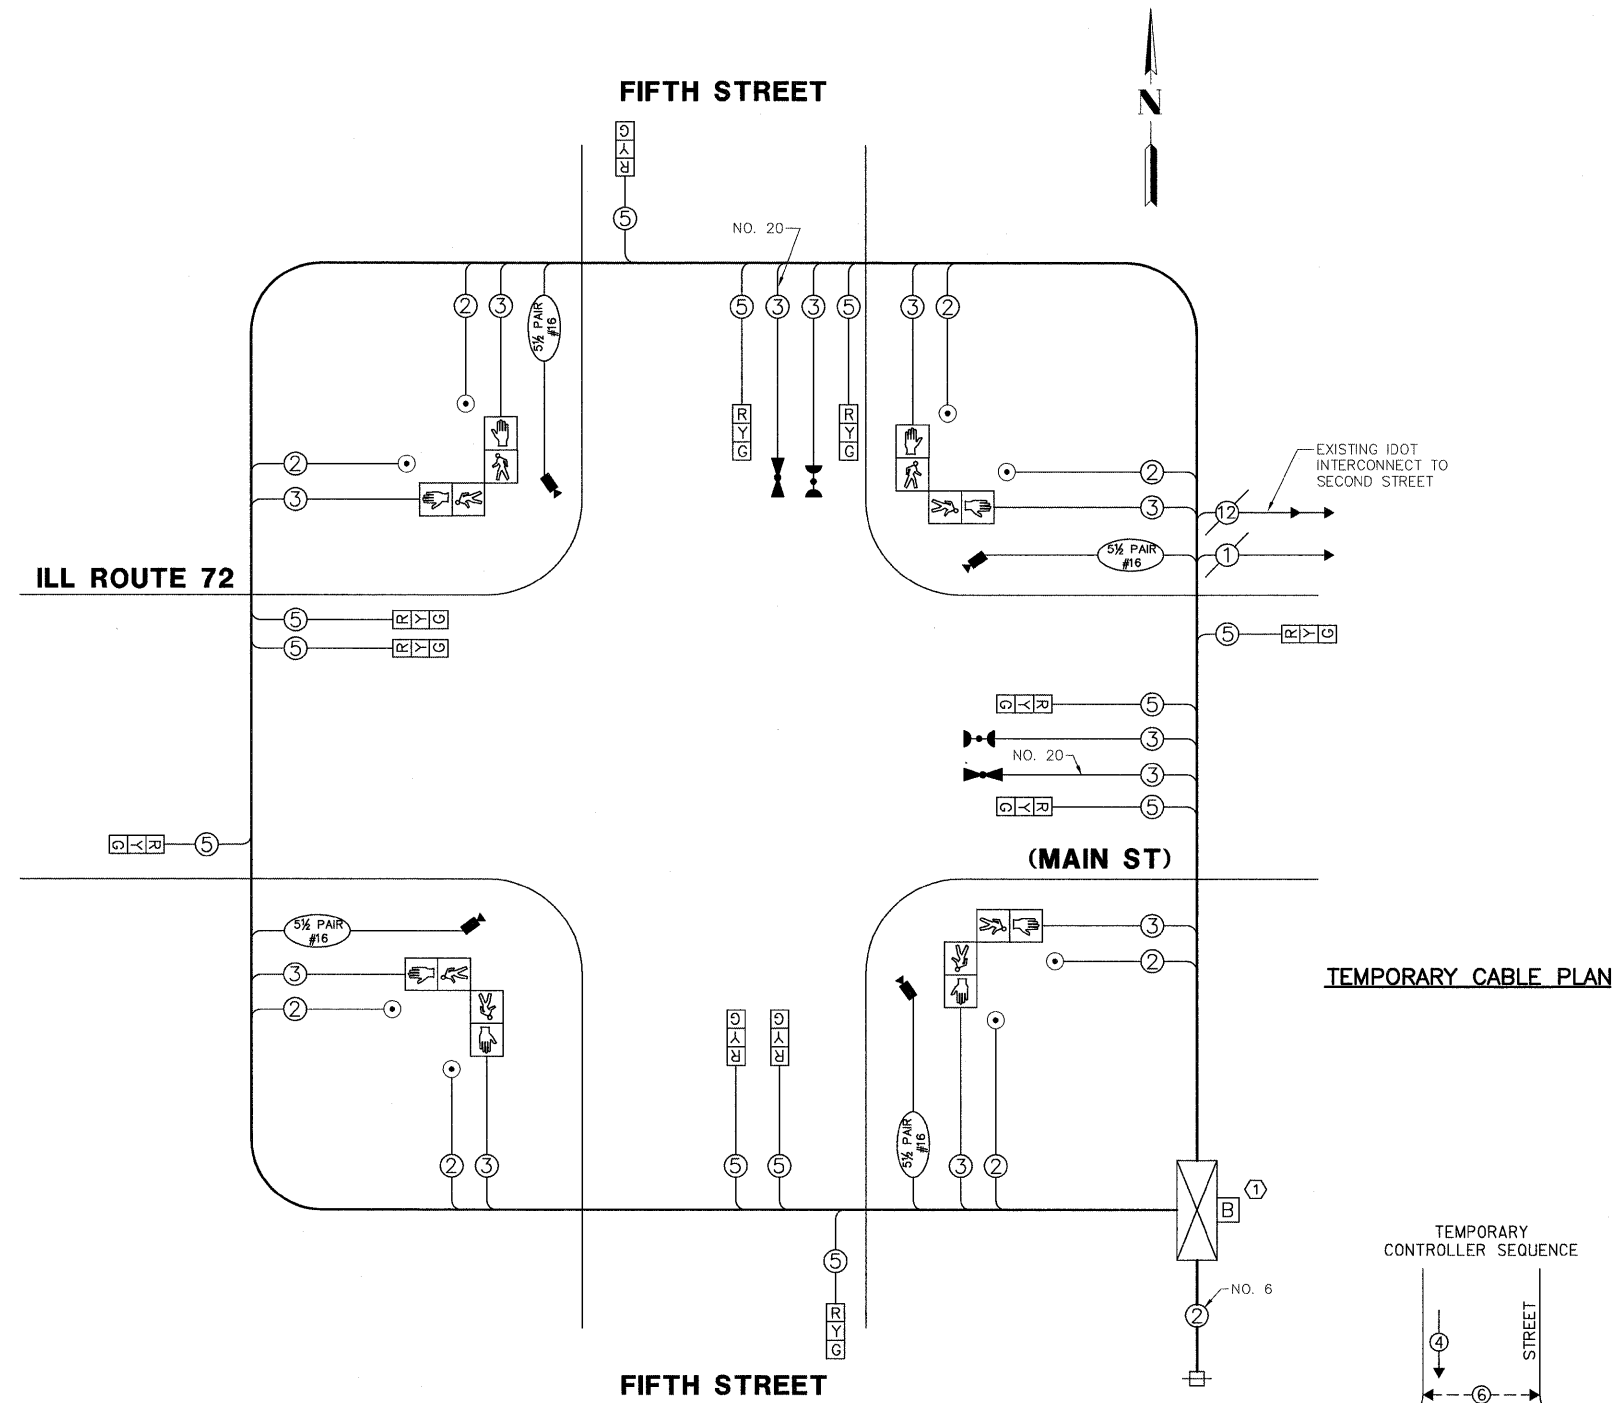 FIFTH STREET
N
G Y R
5
NO. 20
2
3
5½ PAIR #16
5
3
3
5
3
2
R Y G
R Y G
2
3
2
3
EXISTING IDOT
INTERCONNECT TO
SECOND STREET
12
5½ PAIR
#16
1
ILL ROUTE 72
5
R Y G
5
R Y G
5
R Y G
G Y R
5
3
NO. 20
3
G Y R
5
G Y R
5
(MAIN ST)
5½ PAIR
#16
3
2
3
2
TEMPORARY CABLE PLAN
G Y R
G Y R
2
3
5
5
5½ PAIR #16
3
2
1
B
5
R Y G
NO. 6
2
TEMPORARY
CONTROLLER SEQUENCE
4
STREET
6
FIFTH STREET